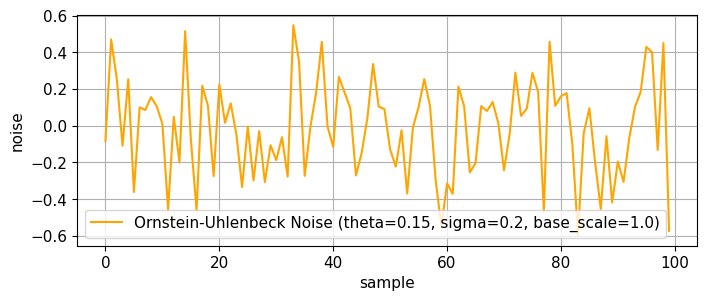 0.6
0.4
0.2
0.0
−0.2
−0.4
−0.6
noise
Ornstein-Uhlenbeck Noise (theta=0.15, sigma=0.2, base_scale=1.0)
0 20 40 60 80 100
sample